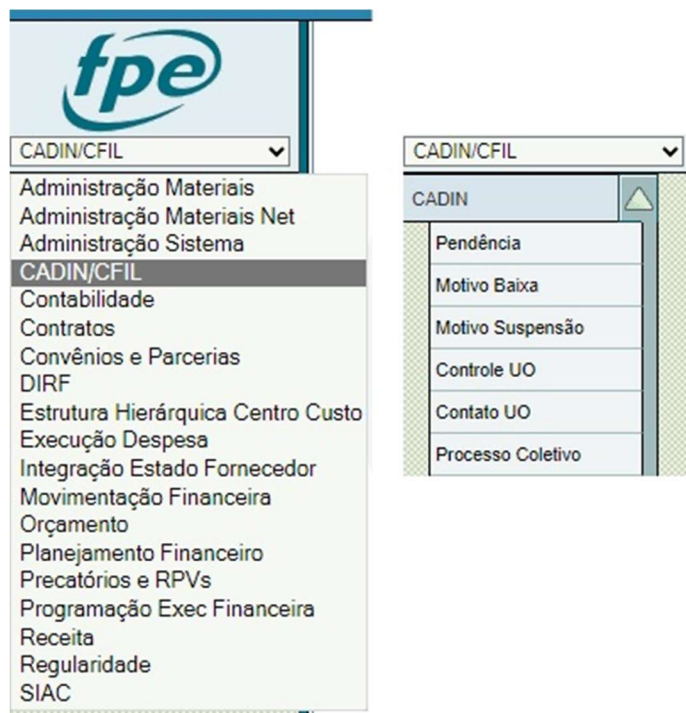 fpe
CADIN/CFIL
Administração Materiais
Administração Materiais Net
Administração Sistema
CADIN/CFIL
Contabilidade
Contratos
Convênios e Parcerias
DIRF
Estrutura Hierárquica Centro Custo
Execução Despesa
Integração Estado Fornecedor
Movimentação Financeira
Orçamento
Planejamento Financeiro
Precatórios e RPVs
Programação Exec Financeira
Receita
Regularidade
SIAC
CADIN/CFIL
CADIN
Pendência
Motivo Baixa
Motivo Suspensão
Controle UO
Contato UO
Processo Coletivo